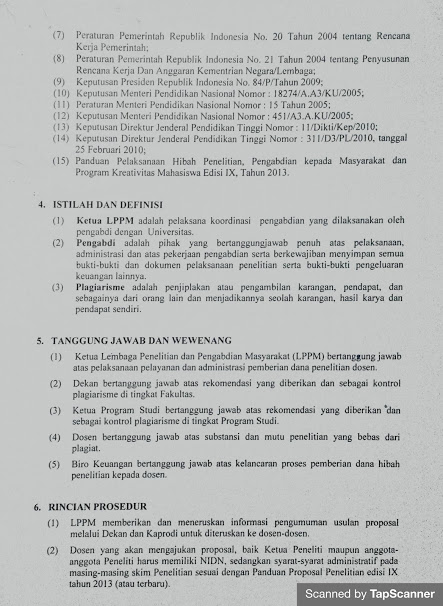 (7) Peraturan Pemerintah Republik Indonesia No. 20 Tahun 2004 tentang Rencana
Kerja Pemerintah;
(8) Peraturan Pemerintah Republik Indonesia No. 21 Tahun 2004 tentang Penyusunan
Rencana Kerja Dan Anggaran Kementrian Negara/Lembaga;
(9) Keputusan Presiden Republik Indonesia No. 84/P/Tahun 2009;
(10) Keputusan Menteri Pendidikan Nasional Nomor : 18274/A.A3/KU/2005;
(11) Peraturan Menteri Pendidikan Nasional Nomor : 15 Tahun 2005;
(12) Keputusan Menteri Pendidikan Nasional Nomor : 451/A3.A.KU/2005;
(13) Keputusan Direktur Jenderal Pendidikan Tinggi Nomor : 11/Dikti/Kep/2010;
(14) Keputusan Direktur Jenderal Pendidikan Tinggi Nomor : 311/D3/PL/2010, tanggal
25 Februari 2010;
(15) Panduan Pelaksanaan Hibah Penelitian, Pengabdian kepada Masyarakat dan
Program Kreativitas Mahasiswa Edisi IX, Tahun 2013.
4. ISTILAH DAN DEFINISI
(1) Ketua LPPM adalah pelaksana koordinasi pengabdian yang dilaksanakan oleh
pengabdi dengan Universitas.
(2) Pengabdi adalah pihak yang bertanggungjawab penuh atas pelaksanaan,
administrasi dan atas pekerjaan pengabdian serta berkewajiban menyimpan semua
bukti-bukti dan dokumen pelaksanaan penelitian serta bukti-bukti pengeluaran
keuangan lainnya.
(3) Plagiarisme adalah penjiplakan atau pengambilan karangan, pendapat, dan
sebagainya dari orang lain dan menjadikannya seolah karangan, hasil karya dan
pendapat sendiri.
5. TANGGUNG JAWAB DAN WEWENANG
(1) Ketua Lembaga Penelitian dan Pengabdian Masyarakat (LPPM) bertanggung jawab
atas pelaksanaan pelayanan dan administrasi pemberian dana penelitian dosen.
(2) Dekan bertanggung jawab atas rekomendasi yang diberikan dan sebagai kontrol
plagiarisme di tingkat Fakultas.
(3) Ketua Program Studi bertanggung jawab atas rekomendasi yang diberikan dan
sebagai kontrol plagiarisme di tingkat Program Studi.
(4) Dosen bertanggung jawab atas substansi dan mutu penelitian yang bebas dari
plagiat.
(5) Biro Keuangan bertanggung jawab atas kelancaran proses pemberian dana hibah
penelitian kepada dosen.
6. RINCIAN PROSEDUR
(1) LPPM memberikan dan meneruskan informasi pengumuman usulan proposal
melalui Dekan dan Kaprodi untuk diteruskan ke dosen-dosen.
(2) Dosen yang akan mengajukan proposal, baik Ketua Peneliti maupun anggota-
anggota Peneliti harus memiliki NIDN, sedangkan syarat-syarat administratif pada
masing-masing skim Penelitian sesuai dengan Panduan Proposal Penelitian edisi IX
tahun 2013 (atau terbaru).
Scanned by TapScanner